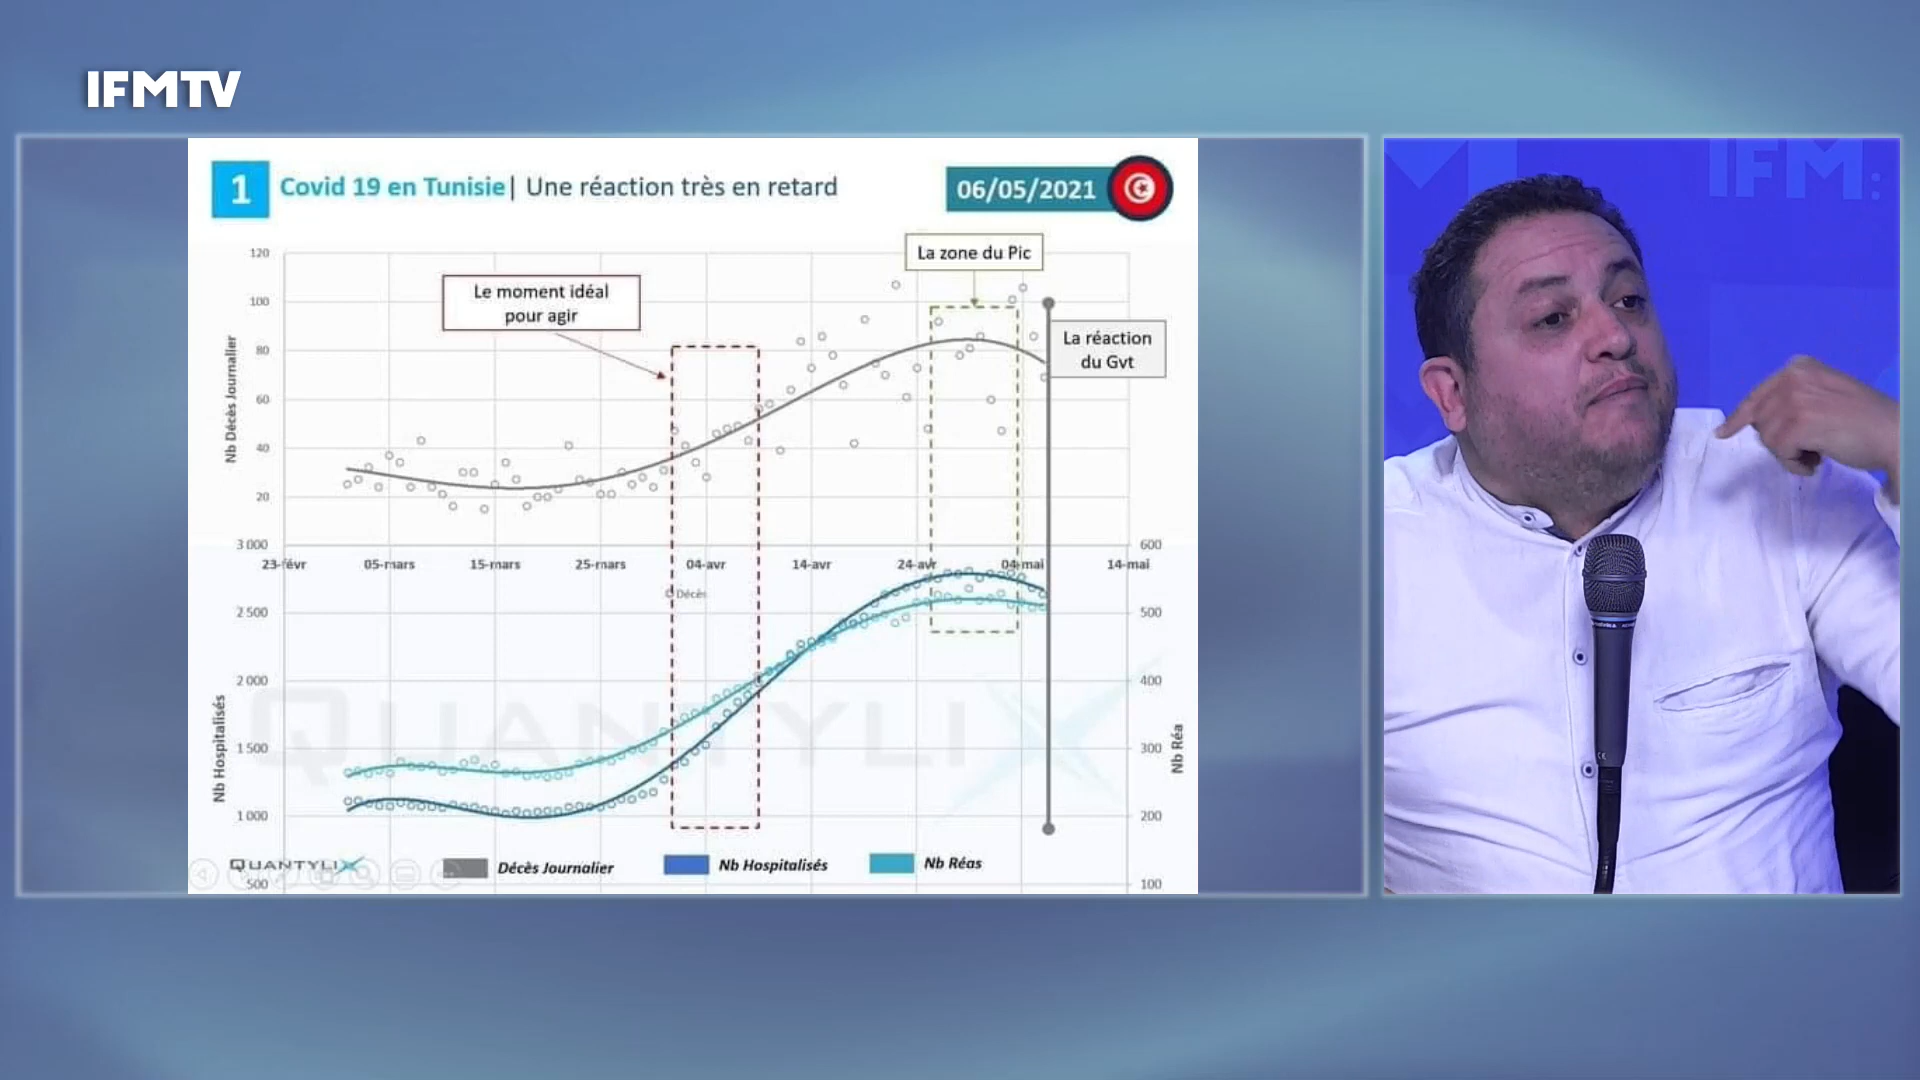 IFMTV
IFM:
1
Covid 19 en Tunisie | Une réaction très en retard
06/05/2021
La zone du Pic
Le moment idéal
pour agir
La réaction
du Gvt
Nb Décès Journalier
120
100
80
60
40
20
3 000
600
23-févr
05-mars
15-mars
25-mars
04-avr
14-avr
24-avr
04-mai
14-mai
Décès
2 500
500
2 000
400
1 500
300
1 000
200
500
100
Nb Hospitalisés
Nb Réa
QUANTYLIX
QUANTYLIX
Décès Journalier
Nb Hospitalisés
Nb Réas